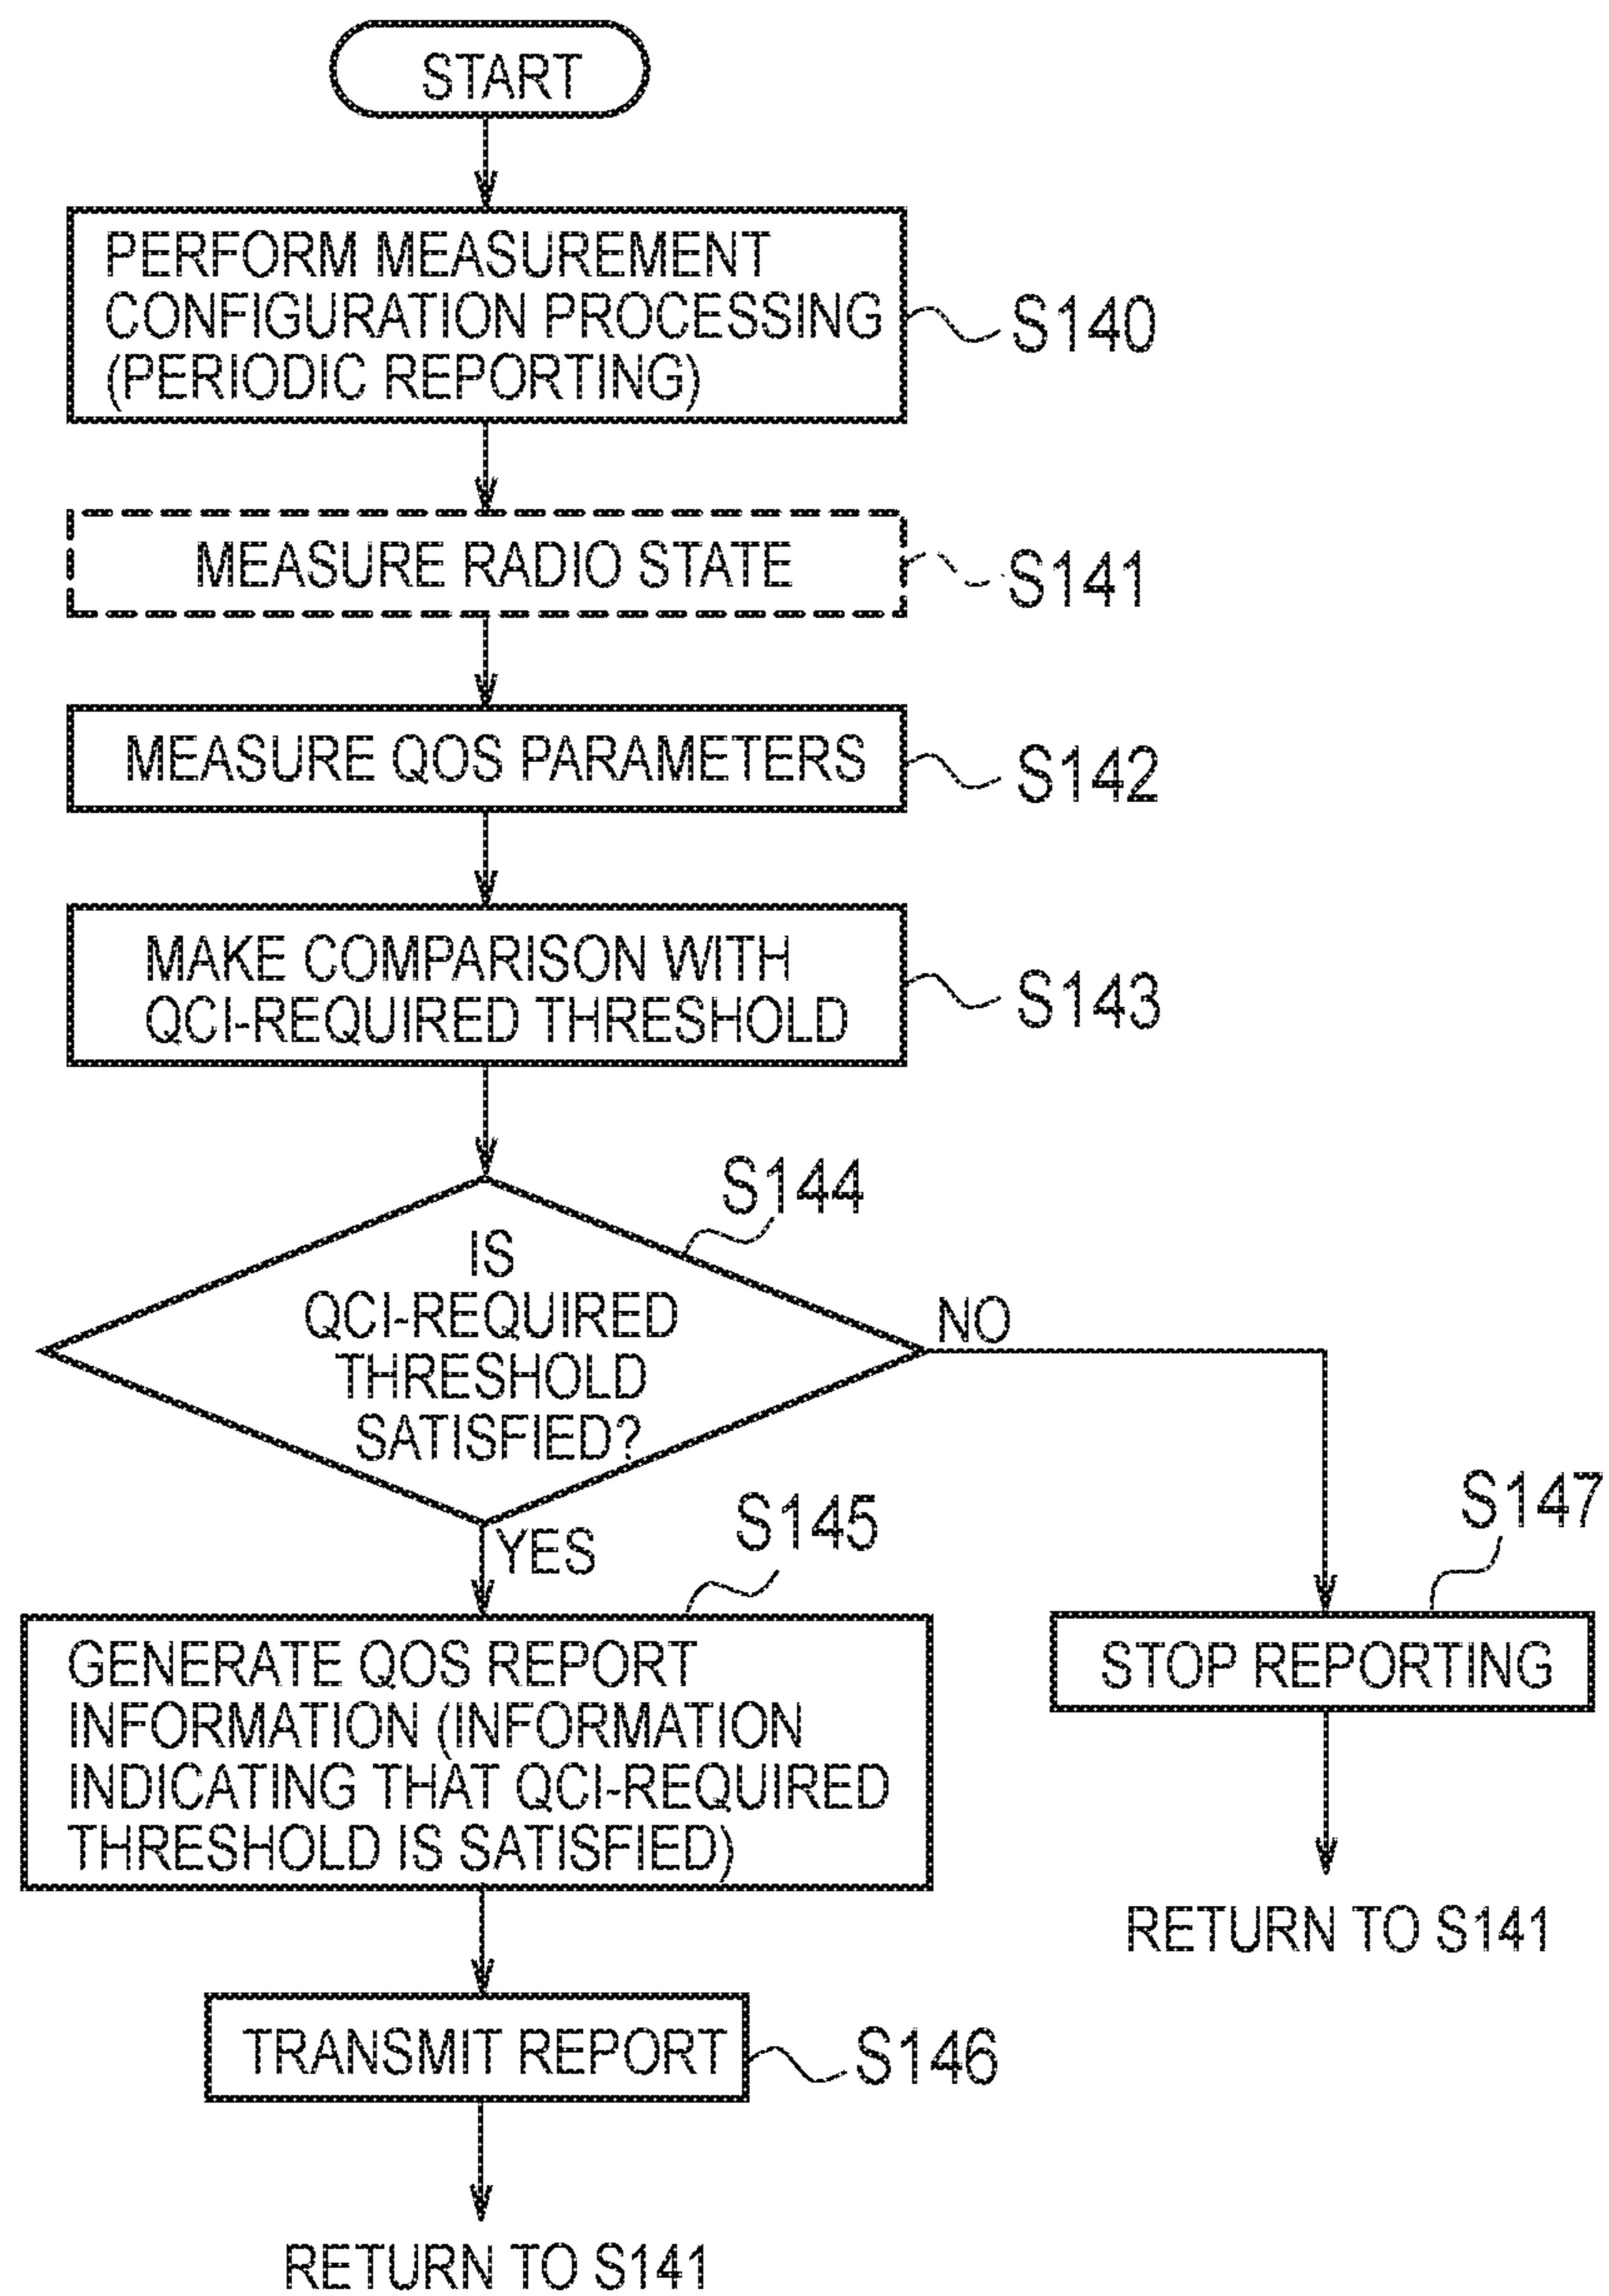 START
PERFORM MEASUREMENT
CONFIGURATION PROCESSING
(PERIODIC REPORTING)
S140
MEASURE RADIO STATE
S141
MEASURE QOS PARAMETERS
S142
MAKE COMPARISON WITH
QCI-REQUIRED THRESHOLD
S143
S144
IS
QCI-REQUIRED
THRESHOLD
SATISFIED?
NO
YES
S145
GENERATE QOS REPORT
INFORMATION (INFORMATION
INDICATING THAT QCI-REQUIRED
THRESHOLD IS SATISFIED)
S147
STOP REPORTING
RETURN TO S141
TRANSMIT REPORT
S146
RETURN TO S141